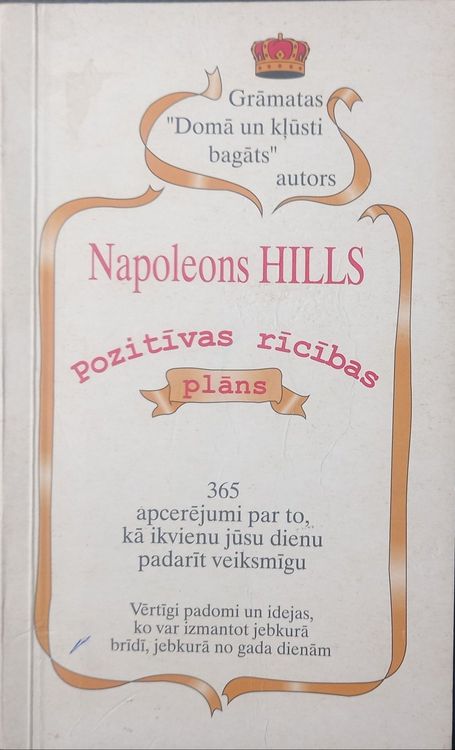 Grāmatas
"Domā un kļūsti
bagāts"
autors
Napoleons HILLS
pozitīvas rīcības
plāns
365
apcerējumi par to,
kā ikvienu jūsu dienu
padarīt veiksmīgu
Vērtīgi padomi un idejas,
ko var izmantot jebkurā
brīdī, jebkurā no gada dienām